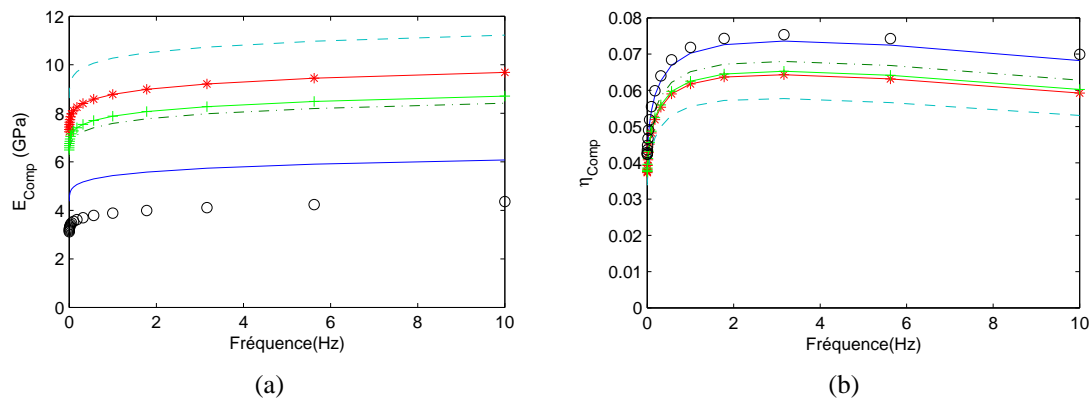 12
10
8
6
4
2
0
E_Comp (GPa)
0 2 4 6 8 10
Fréquence(Hz)
(a)
0.08
0.07
0.06
0.05
0.04
0.03
0.02
0.01
0.00
η_Comp
0 2 4 6 8 10
Fréquence(Hz)
(b)